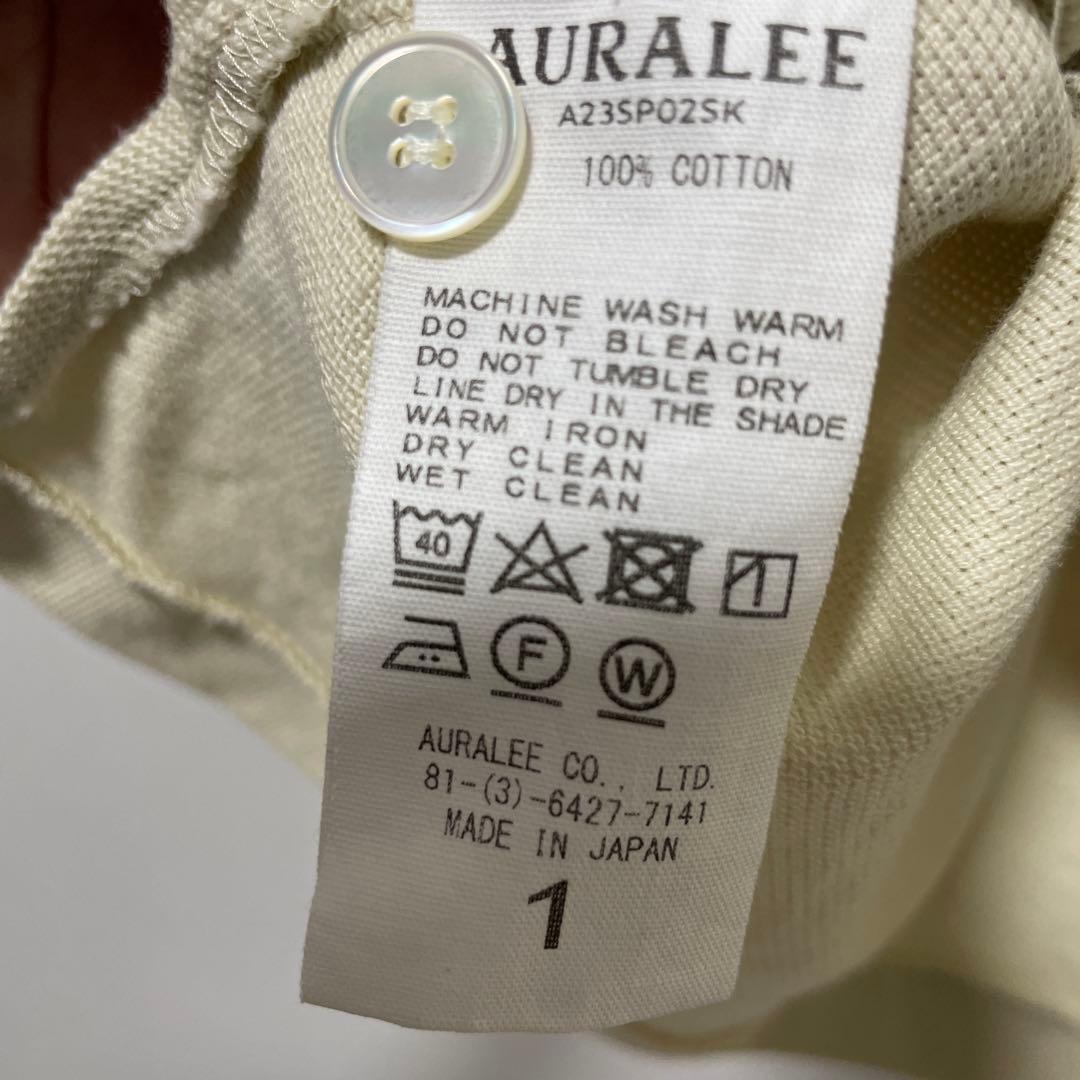 AURALEE
A23SP02SK
100% COTTON
MACHINE WASH WARM
DO NOT BLEACH
DO NOT TUMBLE DRY
LINE DRY IN THE SHADE
WARM IRON
DRY CLEAN
WET CLEAN
40
F W
AURALEE CO., LTD.
81-(3)-6427-7141
MADE IN JAPAN
1